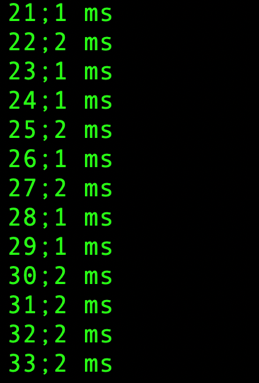 21;1 ms
22;2 ms
23;1 ms
24;1 ms
25;2 ms
26;1 ms
27;2 ms
28;1 ms
29;1 ms
30;2 ms
31;2 ms
32;2 ms
33;2 ms